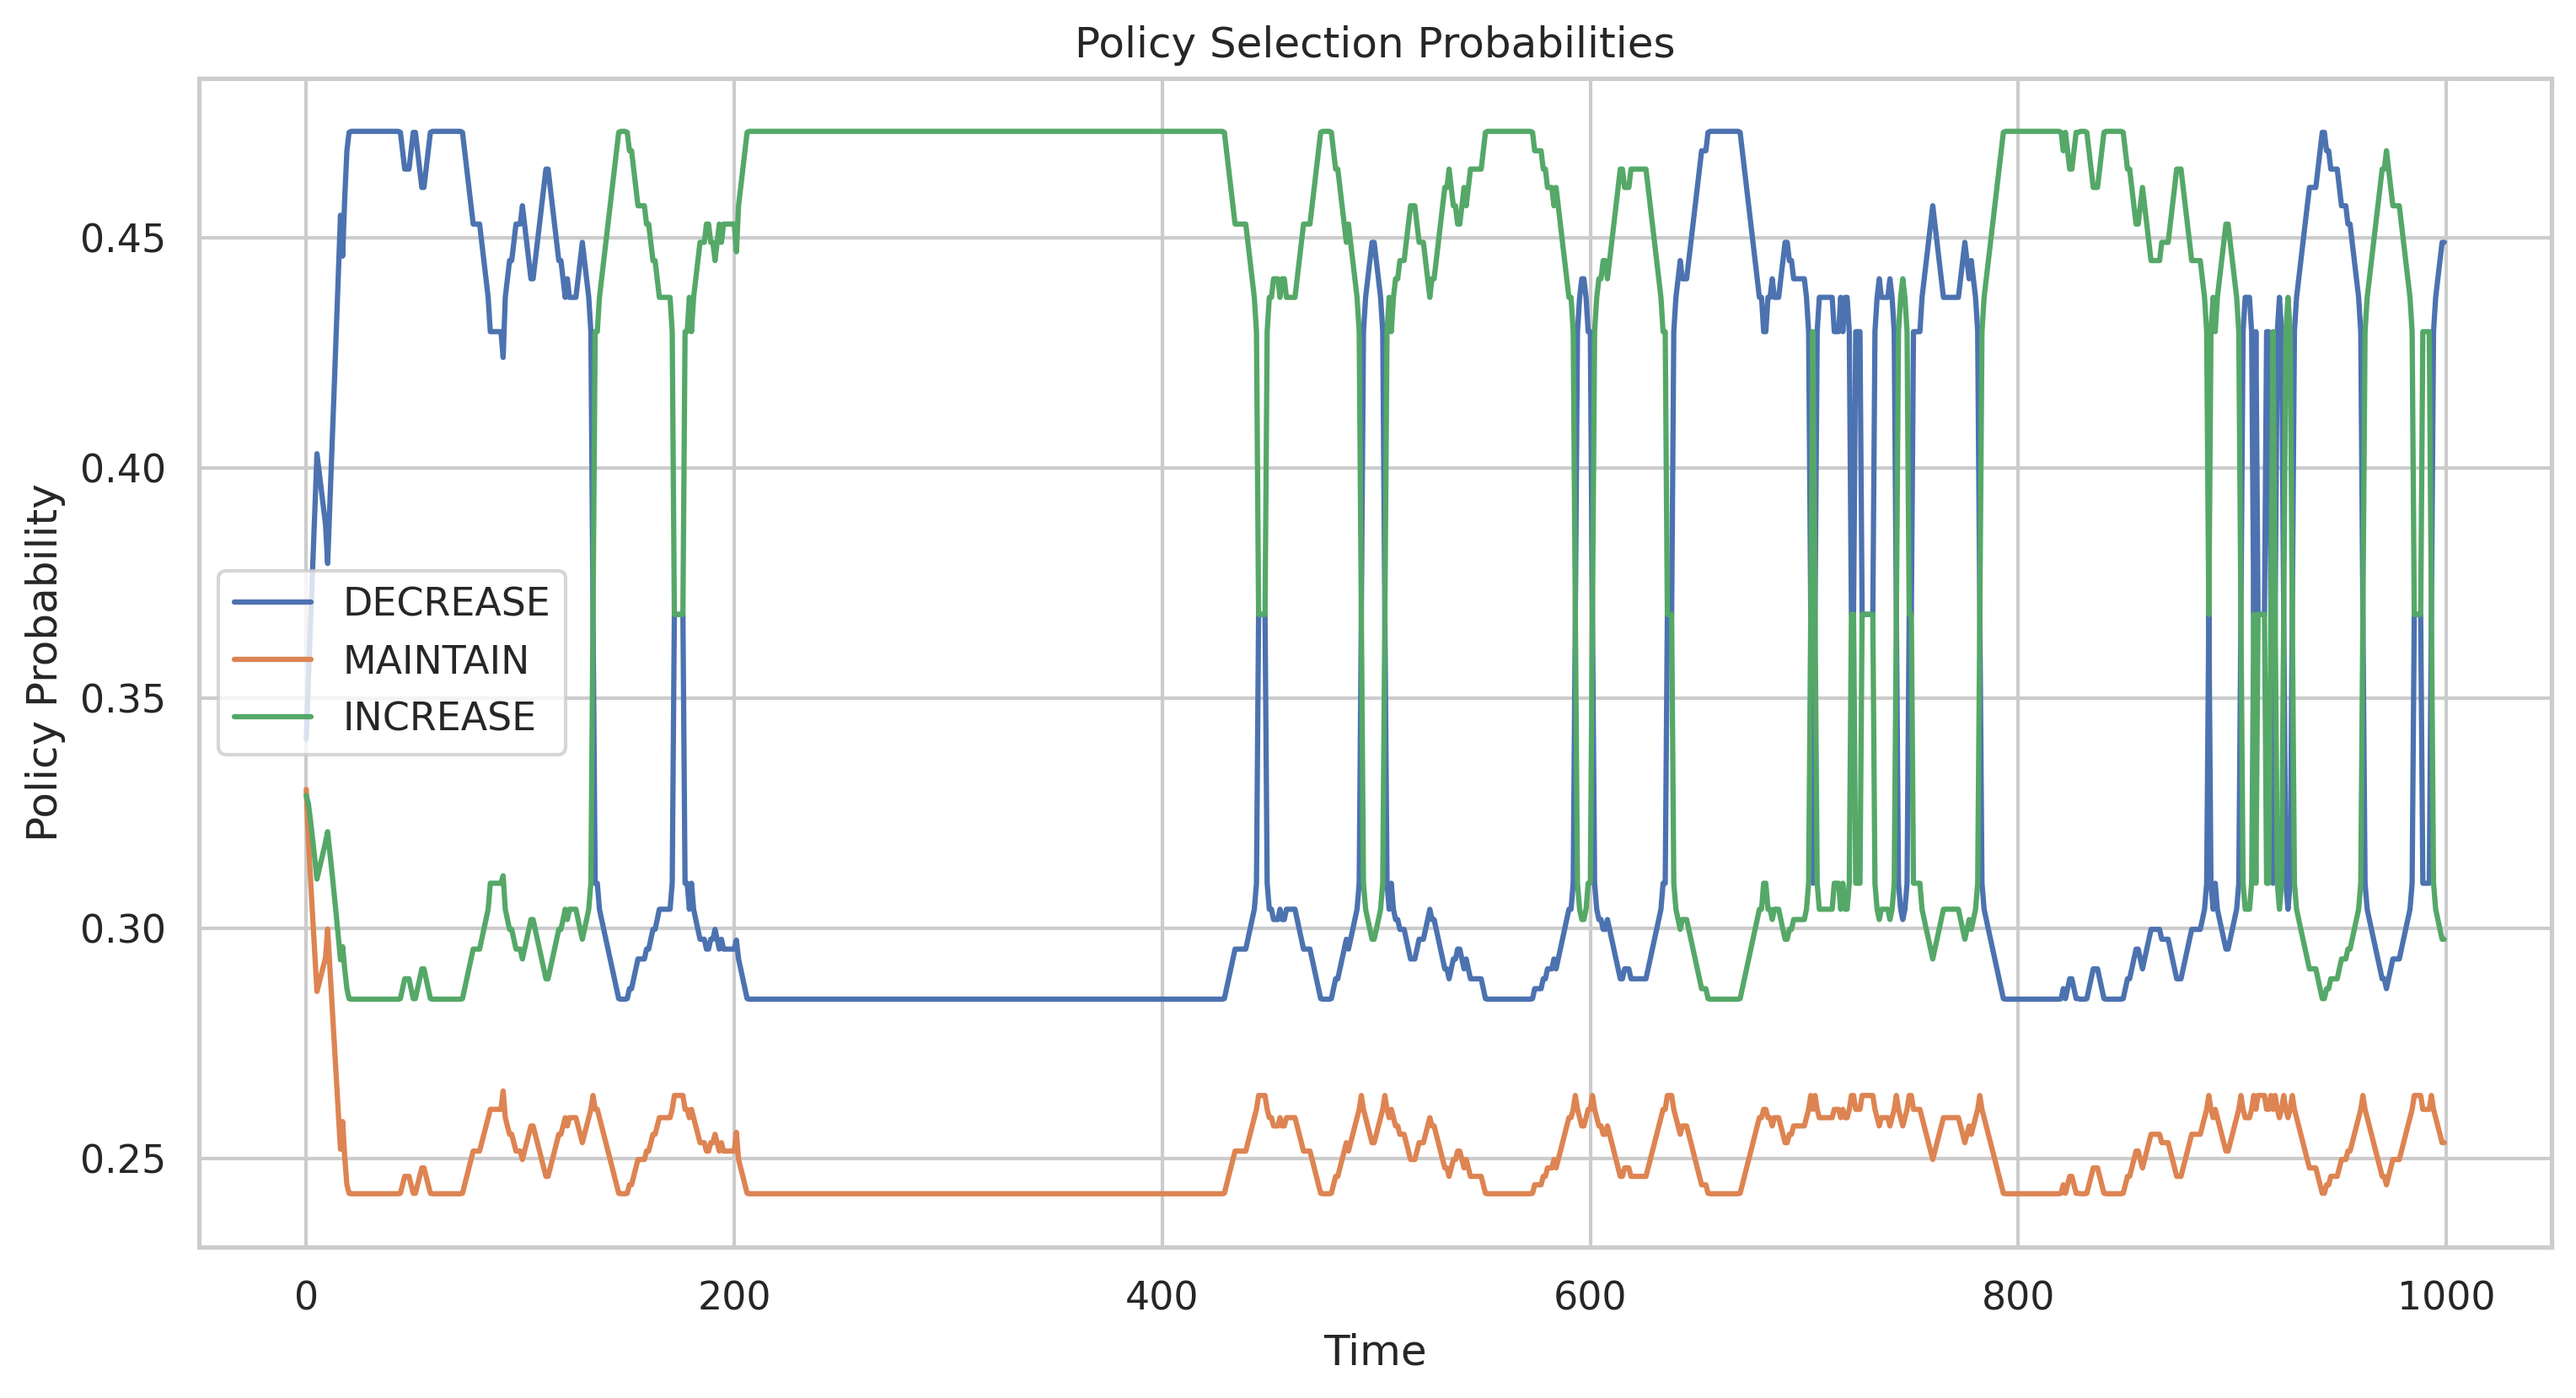 Policy Selection Probabilities
Policy Probability
0.45
0.40
0.35
0.30
0.25
DECREASE
MAINTAIN
INCREASE
0 200 400 600 800 1000
Time